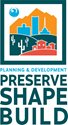 PLANNING & DEVELOPMENT
PRESERVE
SHAPE
BUILD